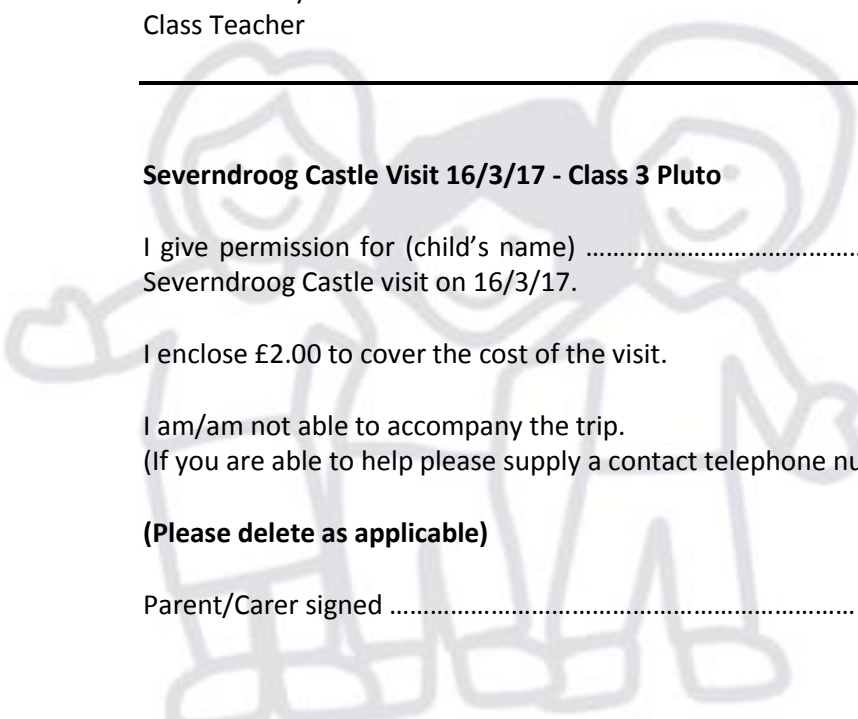 Class Teacher
Severndroog Castle Visit 16/3/17 - Class 3 Pluto
I give permission for (child's name) ……………………………………
Severndroog Castle visit on 16/3/17.
I enclose £2.00 to cover the cost of the visit.
I am/am not able to accompany the trip.
(If you are able to help please supply a contact telephone
(Please delete as applicable)
Parent/Carer signed ……………………………………………………………